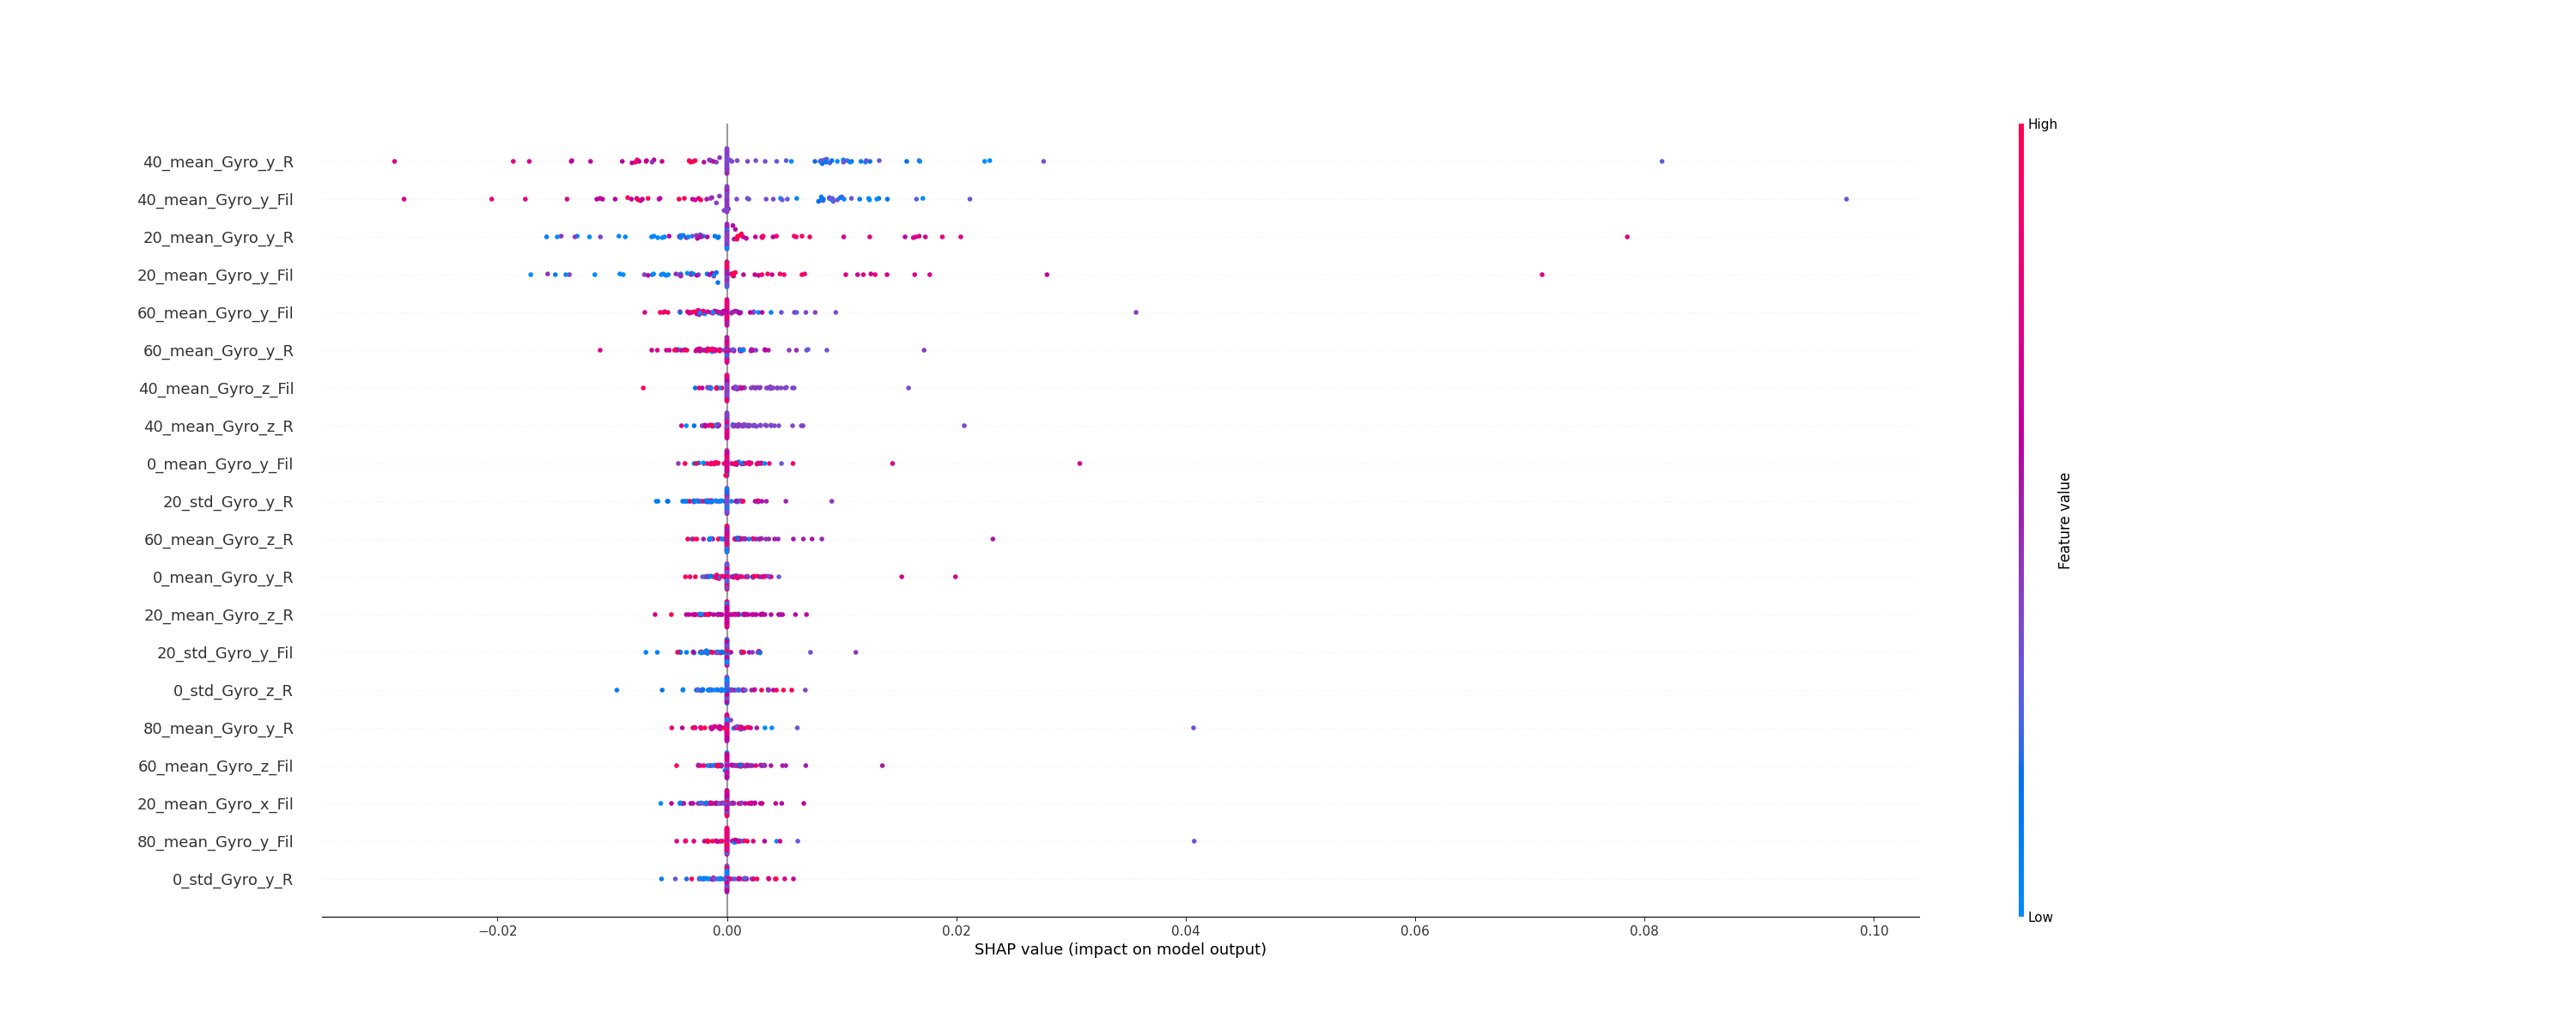 High
40_mean_Gyro_y_R
40_mean_Gyro_y_Fil
20_mean_Gyro_y_R
20_mean_Gyro_y_Fil
60_mean_Gyro_y_Fil
60_mean_Gyro_y_R
40_mean_Gyro_z_Fil
40_mean_Gyro_z_R
0_mean_Gyro_y_Fil
20_std_Gyro_y_R
60_mean_Gyro_z_R
0_mean_Gyro_y_R
20_mean_Gyro_z_R
20_std_Gyro_y_Fil
0_std_Gyro_z_R
80_mean_Gyro_y_R
60_mean_Gyro_z_Fil
20_mean_Gyro_x_Fil
80_mean_Gyro_y_Fil
0_std_Gyro_y_R
Feature value
Low
−0.02 0.00 0.02 0.04 0.06 0.08 0.10
SHAP value (impact on model output)